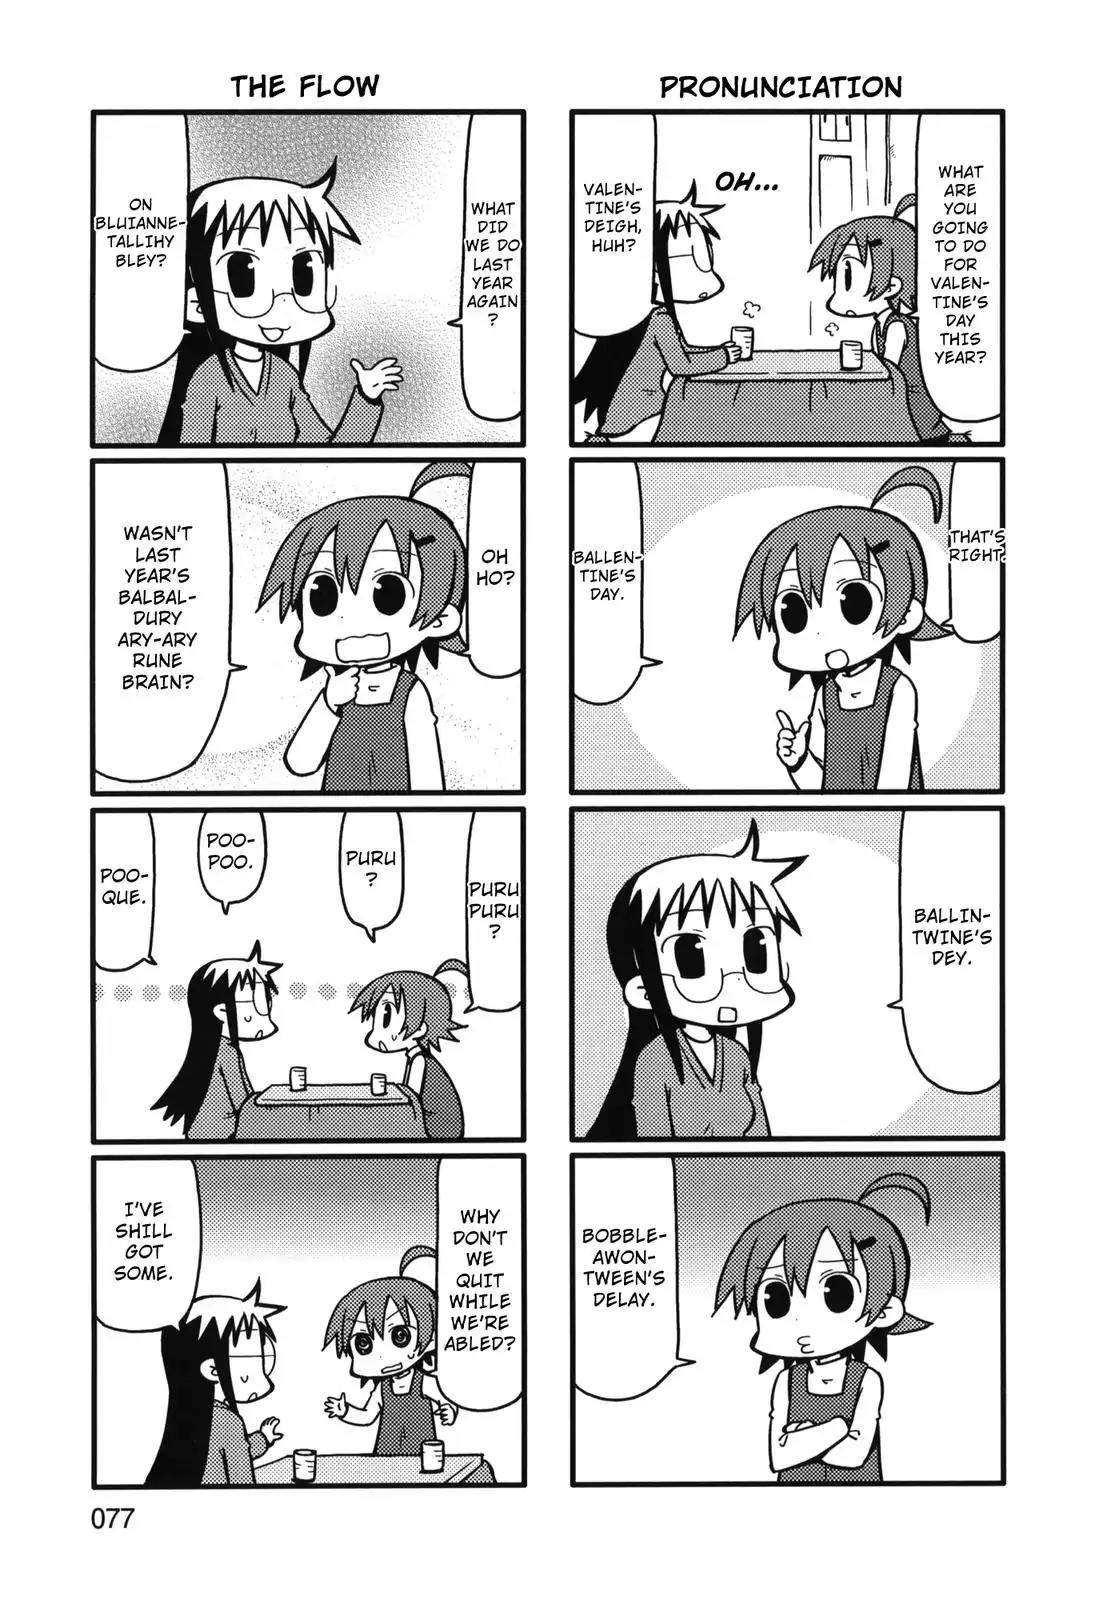 PRONUNCIATION
WHAT
ARE
YOU
GOING
TO DO
FOR
VALEN-
TINE'S
DAY
THIS
YEAR?
OH...
VALEN-
TINE'S
DEIGH,
HUH?
THAT'S
RIGHT.
BALLEN-
TINE'S
DAY.
BALLIN-
TWINE'S
DEY.
BOBBLE-
AWON-
TWEEN'S
DELAY.
THE FLOW
WHAT
DID
WE DO
LAST
YEAR
AGAIN
?
ON
BLUIANNE-
TALLIHY
BLEY?
OH
HO?
WASN'T
LAST
YEAR'S
BALBAL-
DURY
ARY-ARY
RUNE
BRAIN?
PURU
PURU
?
PURU
?
POO-
POO.
POO-
QUE.
WHY
DON'T
WE
QUIT
WHILE
WE'RE
ABLED?
I'VE
SHILL
GOT
SOME.
077